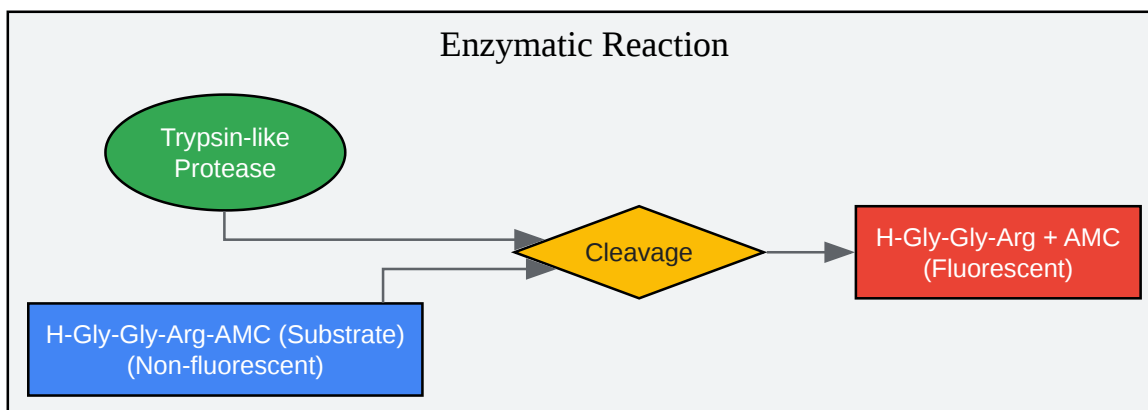 Enzymatic Reaction
Trypsin-like
Protease
Cleavage
H-Gly-Gly-Arg + AMC
(Fluorescent)
H-Gly-Gly-Arg-AMC (Substrate)
(Non-fluorescent)